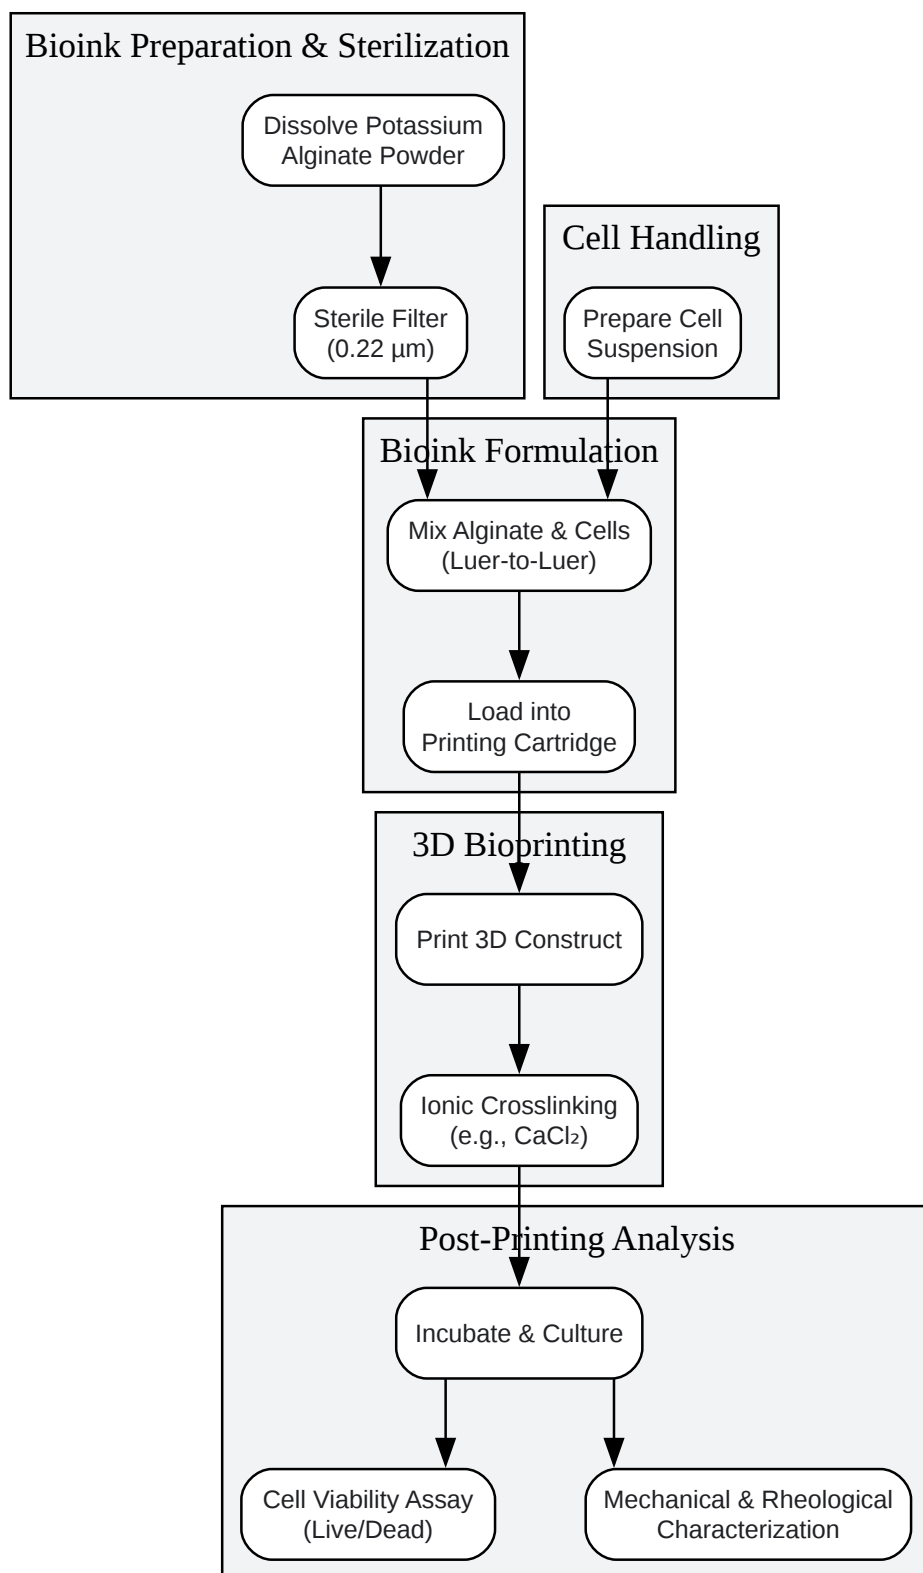 Bioink Preparation & Sterilization
Dissolve Potassium
Alginate Powder
Sterile Filter
(0.22 µm)
Cell Handling
Prepare Cell
Suspension
Bioink Formulation
Mix Alginate & Cells
(Luer-to-Luer)
Load into
Printing Cartridge
3D Bioprinting
Print 3D Construct
Ionic Crosslinking
(e.g., CaCl₂)
Post-Printing Analysis
Incubate & Culture
Cell Viability Assay
(Live/Dead)
Mechanical & Rheological
Characterization